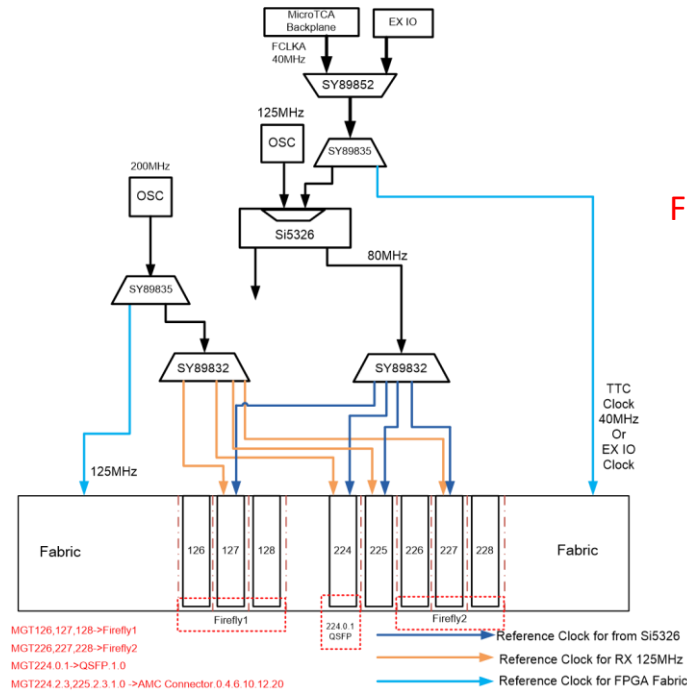 MicroTCA
Backplane
EX IO
FCLKA
40MHz
SY89852
125MHz
OSC
SY89835
200MHz
OSC
F
Si5326
80MHz
SY89835
SY89832
SY89832
TTC
Clock
40MHz
Or
EX IO
Clock
125MHz
Fabric
126
127
128
224
225
226
227
228
Fabric
Firefly1
224.0.1
QSFP
Firefly2
MGT126,127,128->Firefly1
MGT226,227,228->Firefly2
MGT224.0.1->QSFP.1.0
MGT224.2.3,225.2.3.1.0 ->AMC Connector.0.4.6.10.12.20
Reference Clock for from Si5326
Reference Clock for RX 125MHz
Reference Clock for FPGA Fabric